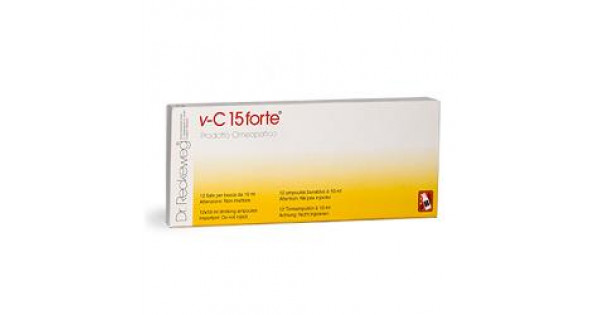 v-C 15 forte®
Prodotto Omeopatico
Dr. Reckeweg
12 fiale per bocca da 10 ml
Attenzione: Non iniettare
12 ampoules buvables à 10 ml
Attention: Ne pas injecter
12x10 ml drinking ampoules
Important: Do not inject
12 Trinkampullen à 10 ml
Achtung: Nicht injizieren